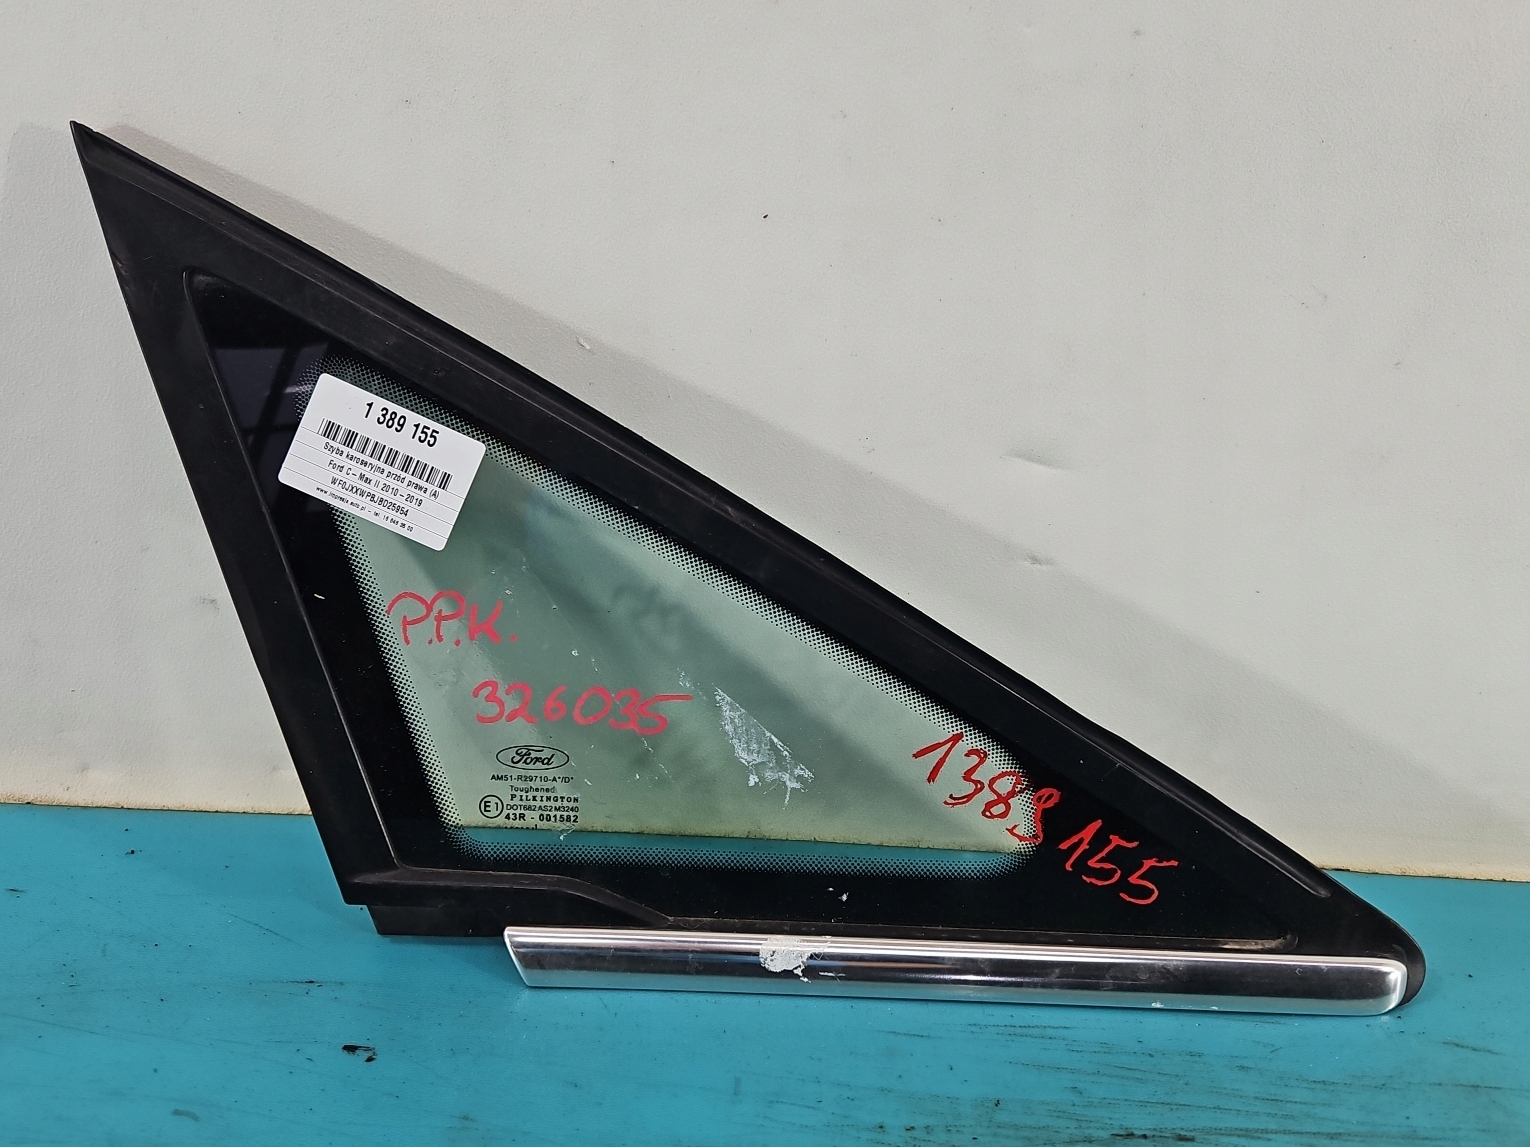 1 389 155
Szyba karoseryjna przód prawa (A)
Ford C-Max II 2010-2019
WF0JXXWPBJBD25954
P.P.K.
326035
1389155
Ford
AM51-R29710-A"/D"
Toughened
PILKINGTON
E1 DOT682 AS2 M3240
43R - 001582